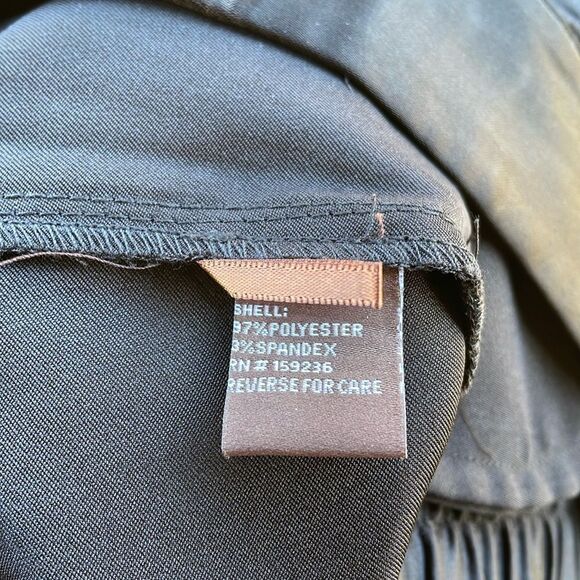 SHELL:
97%POLYESTER
3%SPANDEX
RN # 159236
REVERSE FOR CARE